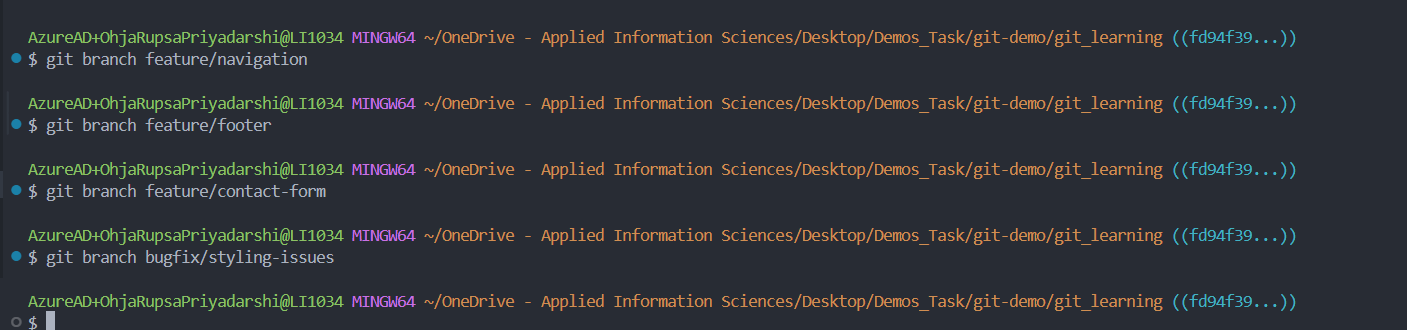 AzureAD+OhjaRupsaPriyadarshi@LI1034 MINGW64 ~/OneDrive - Applied Information Sciences/Desktop/Demos_Task/git-demo/git_learning ((fd94f39...))
$ git branch feature/navigation
AzureAD+OhjaRupsaPriyadarshi@LI1034 MINGW64 ~/OneDrive - Applied Information Sciences/Desktop/Demos_Task/git-demo/git_learning ((fd94f39...))
$ git branch feature/footer
AzureAD+OhjaRupsaPriyadarshi@LI1034 MINGW64 ~/OneDrive - Applied Information Sciences/Desktop/Demos_Task/git-demo/git_learning ((fd94f39...))
$ git branch feature/contact-form
AzureAD+OhjaRupsaPriyadarshi@LI1034 MINGW64 ~/OneDrive - Applied Information Sciences/Desktop/Demos_Task/git-demo/git_learning ((fd94f39...))
$ git branch bugfix/styling-issues
AzureAD+OhjaRupsaPriyadarshi@LI1034 MINGW64 ~/OneDrive - Applied Information Sciences/Desktop/Demos_Task/git-demo/git_learning ((fd94f39...))
$